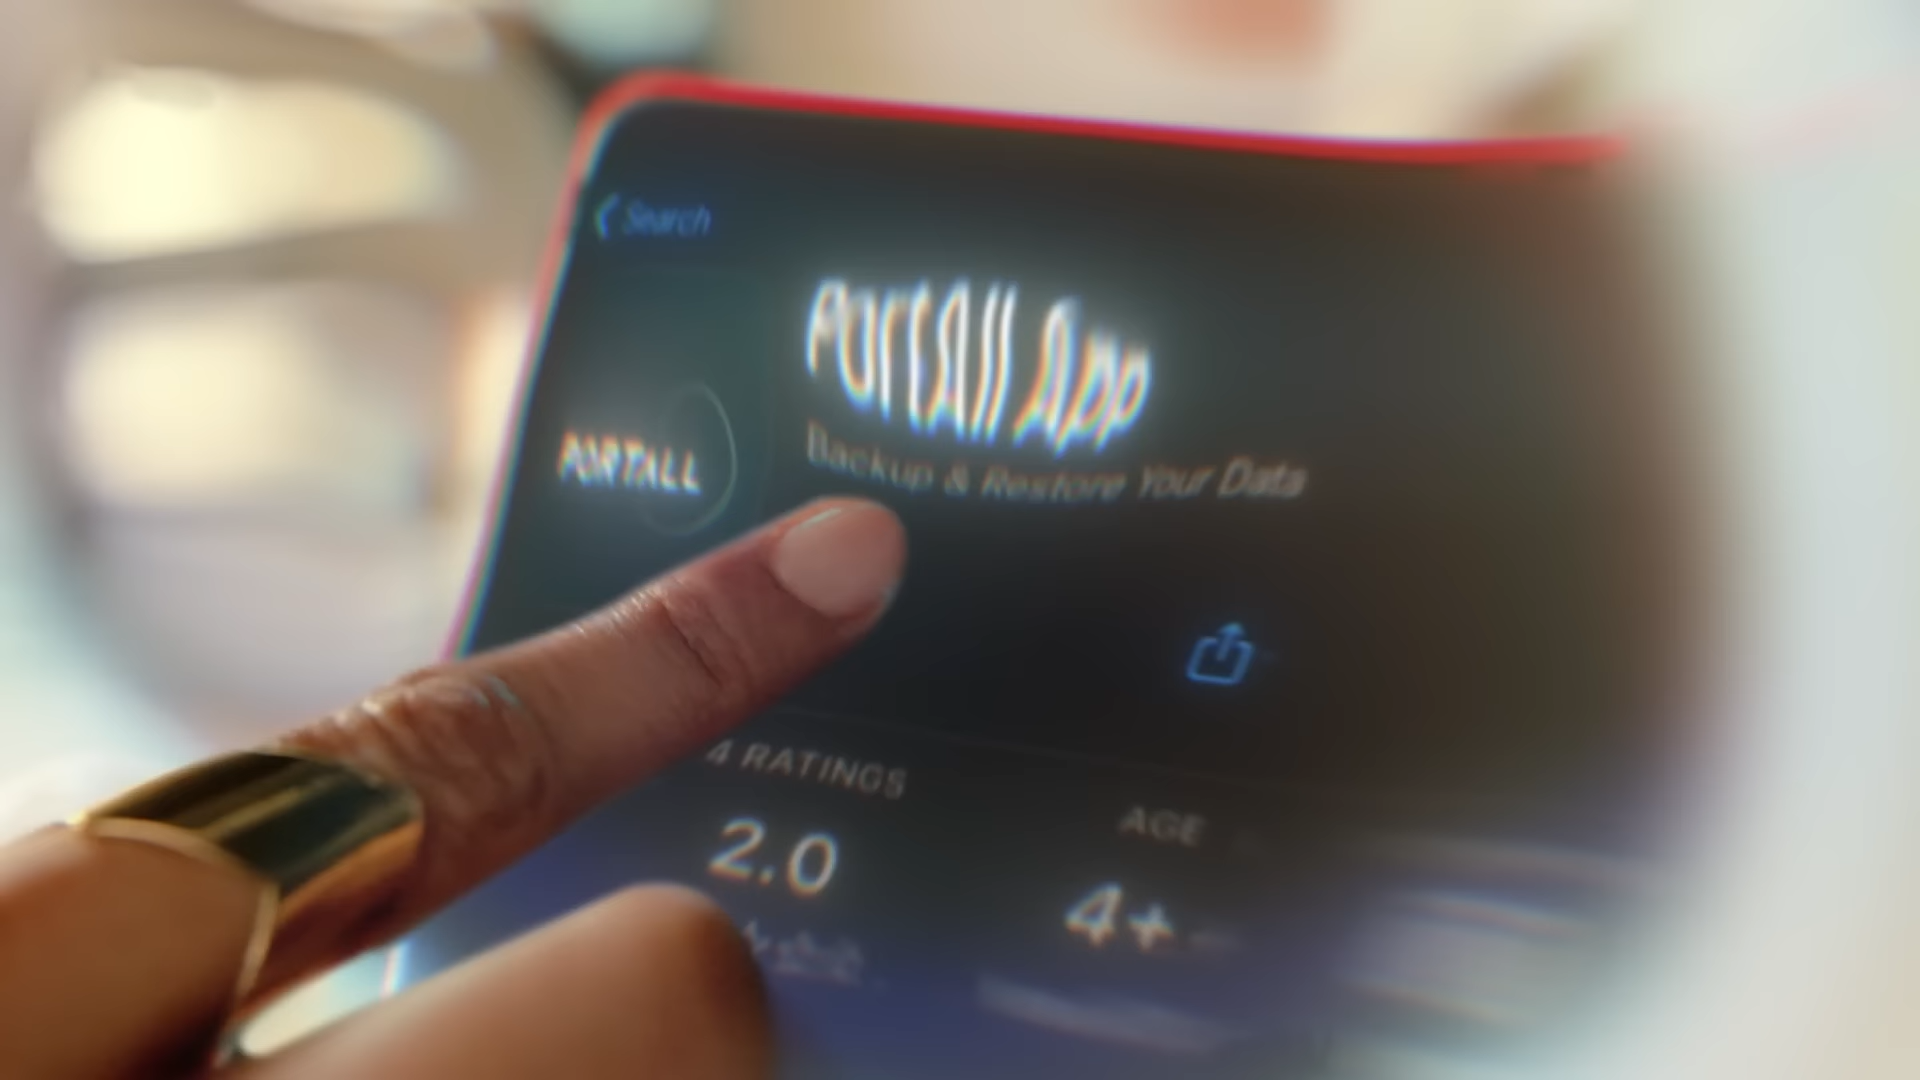 Search
PortAll App
Backup & Restore Your Data
PORTALL
4 RATINGS
2.0
AGE
4+